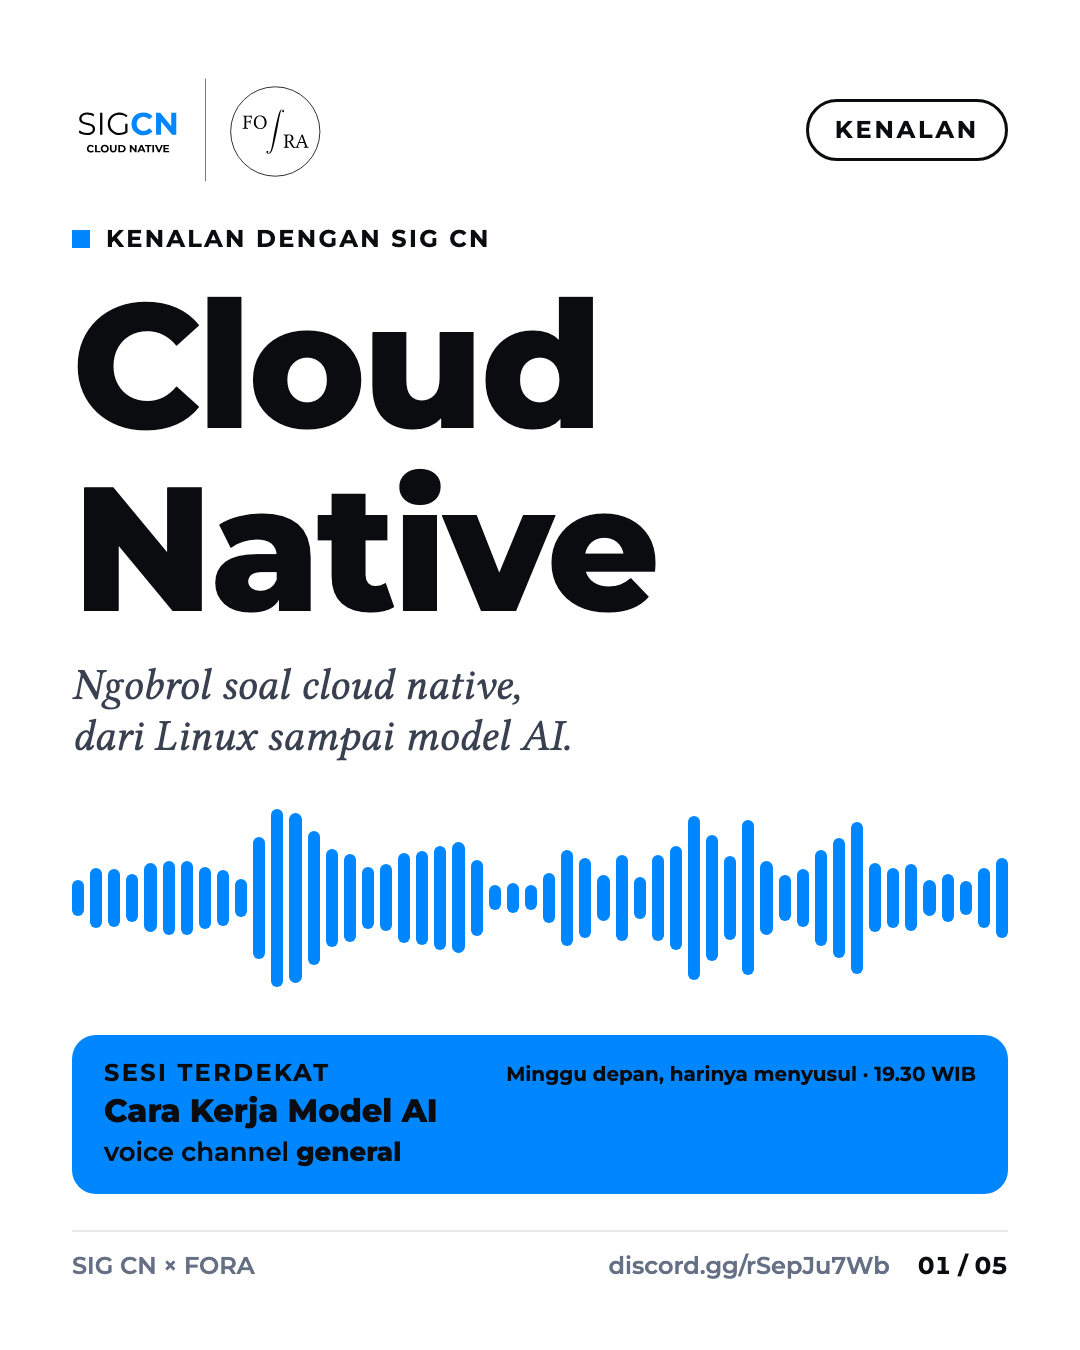 SIGCN
CLOUD NATIVE
FO RA
KENALAN
KENALAN DENGAN SIG CN
Cloud
Native
Ngobrol soal cloud native,
dari Linux sampai model AI.
SESI TERDEKAT
Minggu depan, harinya menyusul · 19.30 WIB
Cara Kerja Model AI
voice channel general
SIG CN × FORA
discord.gg/rSepJu7Wb
01 / 05